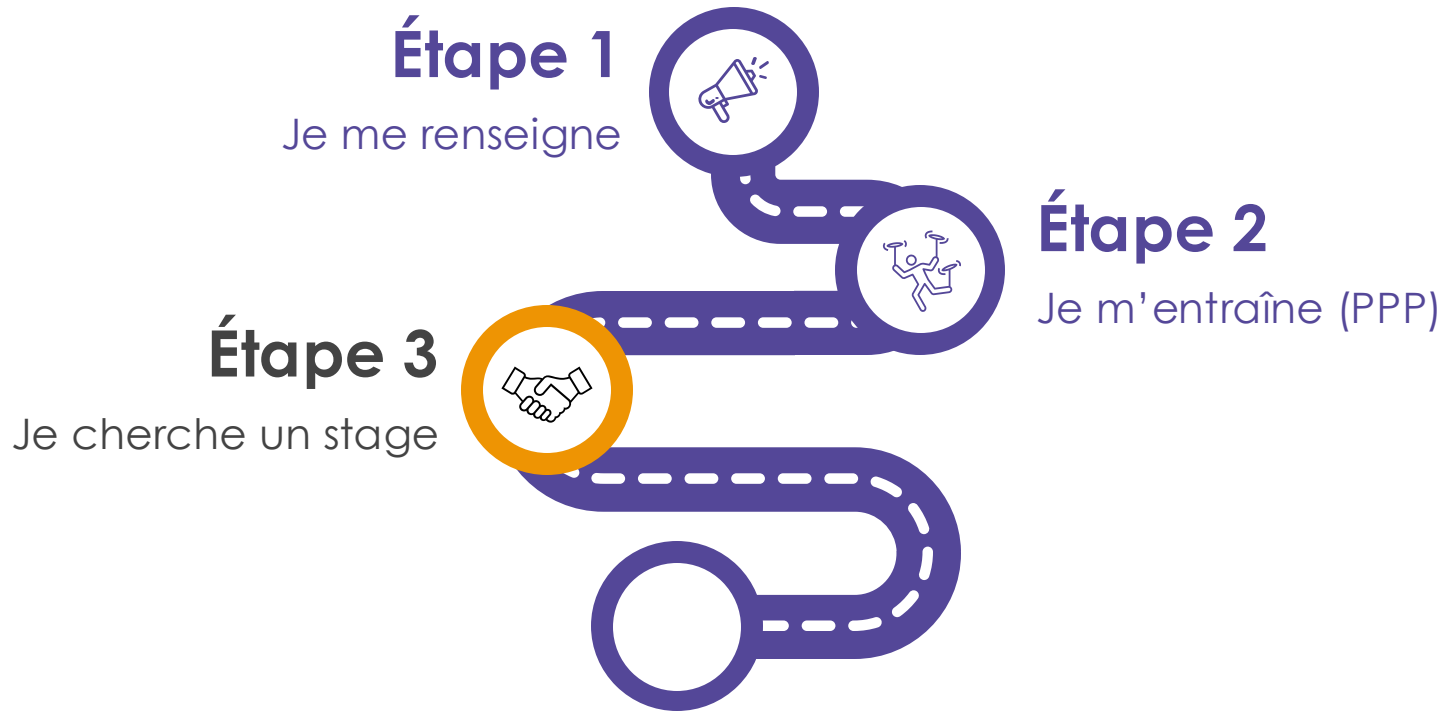 Étape 1
Je me renseigne
Étape 2
Je m’entraîne (PPP)
Étape 3
Je cherche un stage